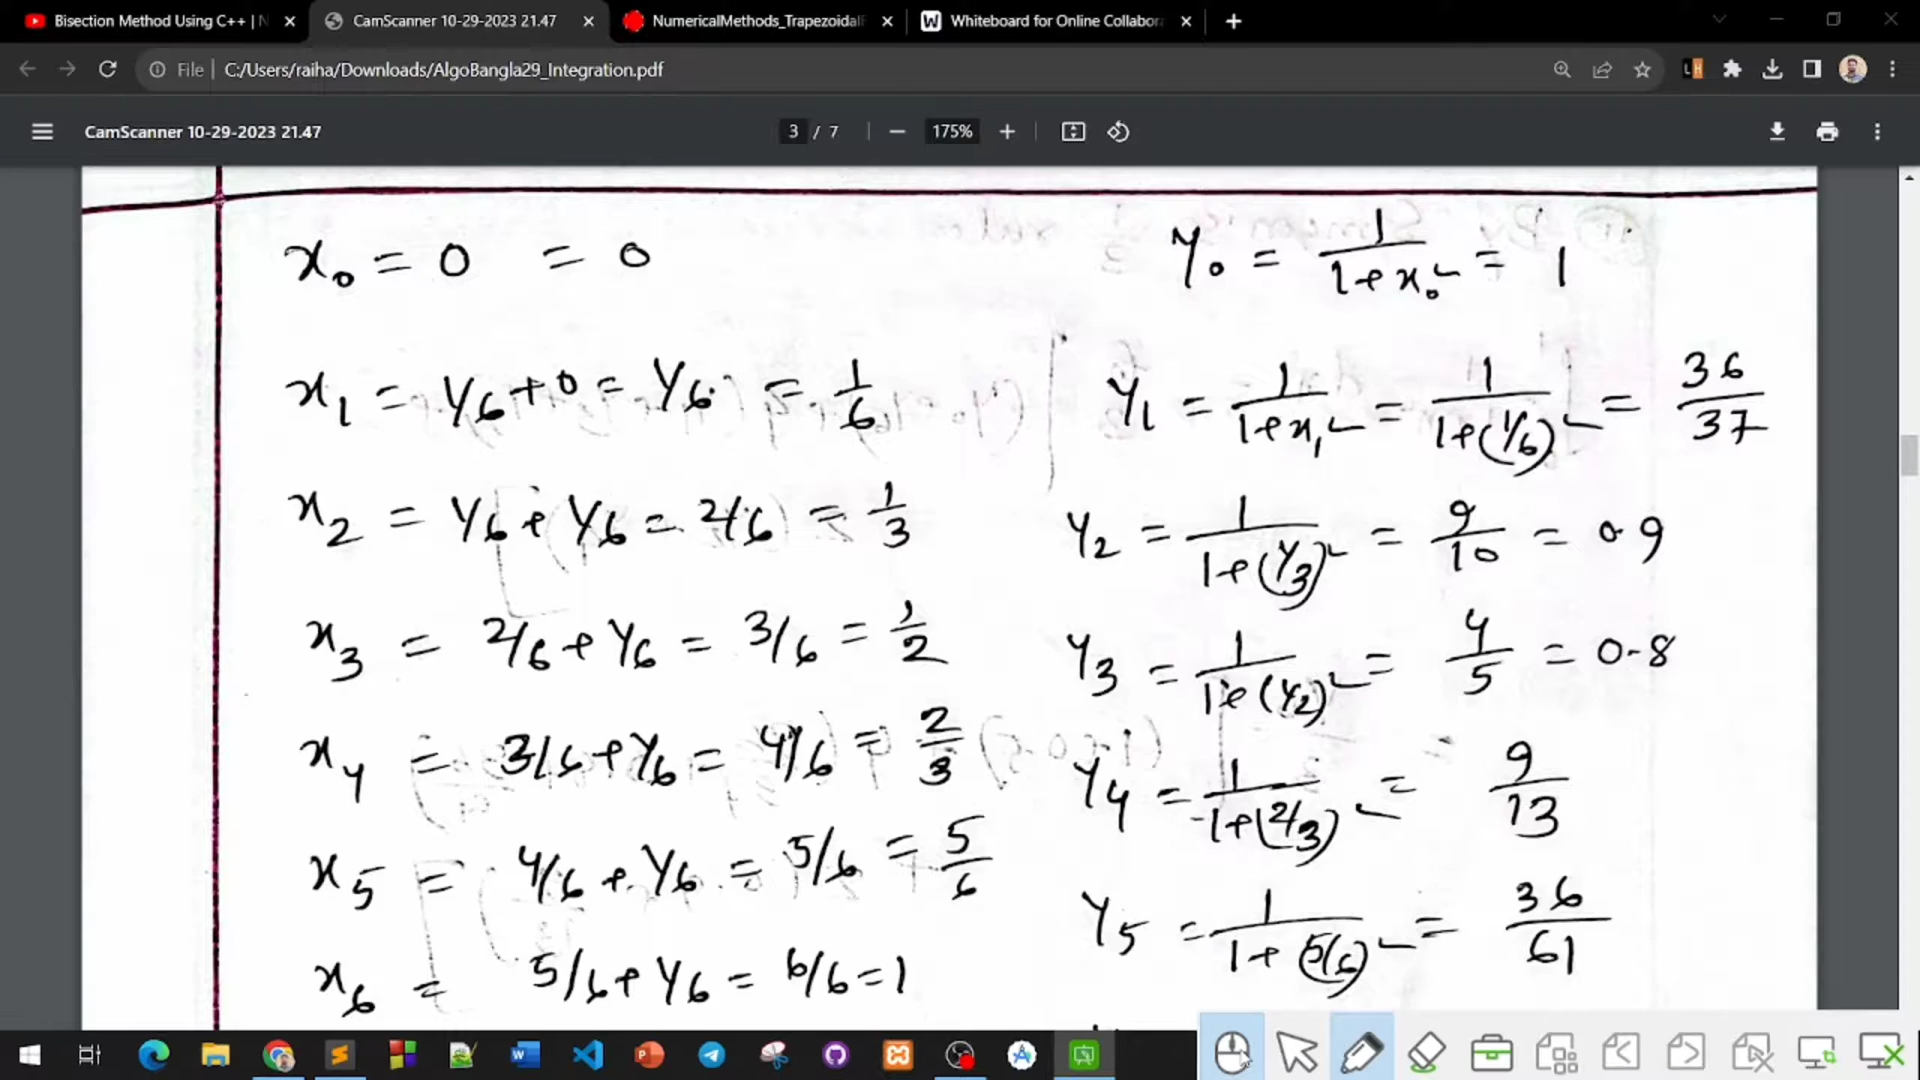 Bisection Method Using C++ | N
CamScanner 10-29-2023 21.47
NumericalMethods_Trapezoidal
Whiteboard for Online Collabor
File
C:/Users/raiha/Downloads/AlgoBangla29_Integration.pdf
CamScanner 10-29-2023 21.47
3 / 7
175%
x₀ = 0 = 0
y₀ = 1/(1+x₀²) = 1
x₁ = 1/6+0 = 1/6 = 1/6
y₁ = 1/(1+x₁²) = 1/(1+(1/6)²) = 36/37
x₂ = 1/6+1/6 = 2/6 = 1/3
y₂ = 1/(1+(1/3)²) = 9/10 = 0.9
x₃ = 2/6+1/6 = 3/6 = 1/2
y₃ = 1/(1+(1/2)²) = 4/5 = 0.8
x₄ = 3/6+1/6 = 4/6 = 2/3
y₄ = 1/(1+(2/3)²) = 9/13
x₅ = 4/6+1/6 = 5/6 = 5/6
y₅ = 1/(1+(5/6)²) = 36/61
x₆ = 5/6+1/6 = 6/6 = 1